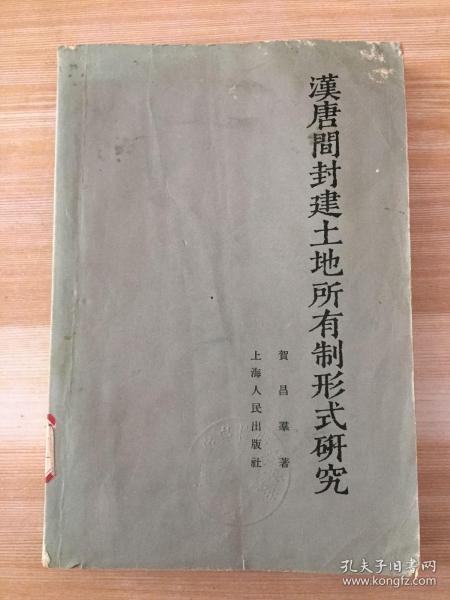 漢唐間封建土地所有制形式研究
賀昌羣著
上海人民出版社
孔夫子旧书网
www.kongfz.com